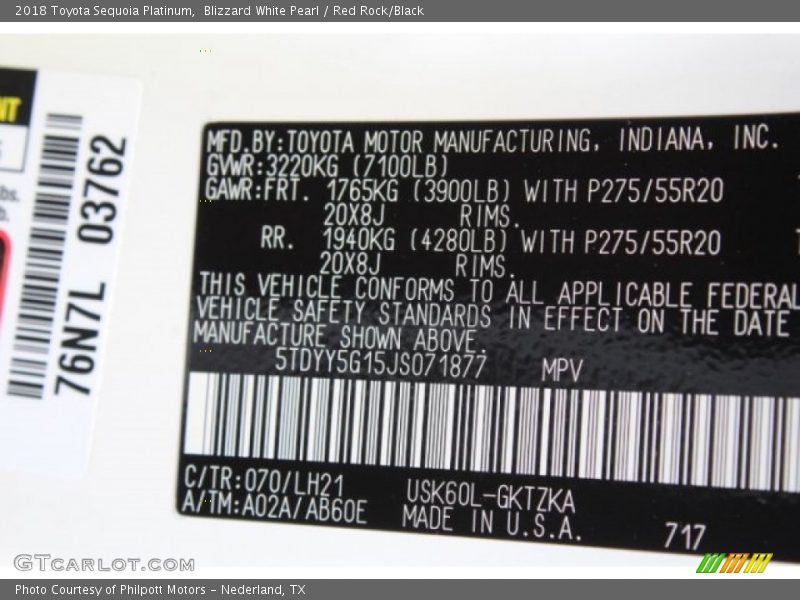 2018 Toyota Sequoia Platinum, Blizzard White Pearl / Red Rock/Black
MFD.BY:TOYOTA MOTOR MANUFACTURING, INDIANA, INC.
GVWR:3220KG (7100LB)
GAWR:FRT. 1765KG (3900LB) WITH P275/55R20
20X8J RIMS.
RR. 1940KG (4280LB) WITH P275/55R20
20X8J RIMS.
THIS VEHICLE CONFORMS TO ALL APPLICABLE FEDERAL
VEHICLE SAFETY STANDARDS IN EFFECT ON THE DATE
MANUFACTURE SHOWN ABOVE.
5TDYY5G15JS071877 MPV
C/TR:070/LH21 USK60L-GKTZKA
A/TM:A02A/AB60E MADE IN U.S.A. 717
76N7L 03762
GTCARLOT.COM
Photo Courtesy of Philpott Motors - Nederland, TX